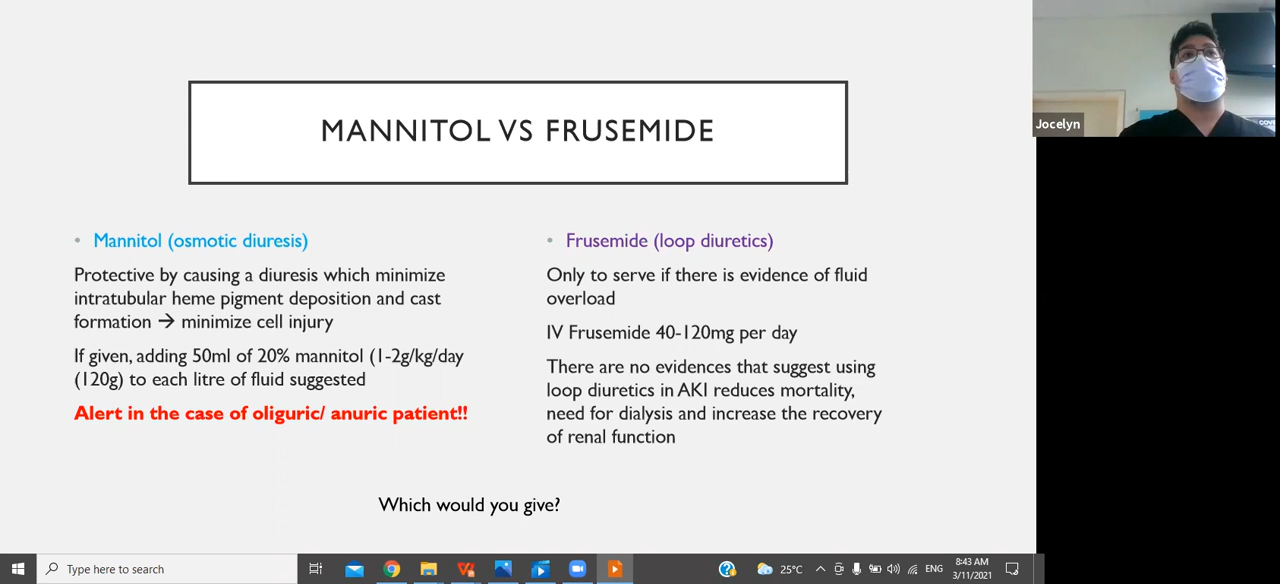 MANNITOL VS FRUSEMIDE
Jocelyn
• Mannitol (osmotic diuresis)
Protective by causing a diuresis which minimize
intratubular heme pigment deposition and cast
formation → minimize cell injury
If given, adding 50ml of 20% mannitol (1-2g/kg/day
(120g) to each litre of fluid suggested
Alert in the case of oliguric/ anuric patient!!
• Frusemide (loop diuretics)
Only to serve if there is evidence of fluid
overload
IV Frusemide 40-120mg per day
There are no evidences that suggest using
loop diuretics in AKI reduces mortality,
need for dialysis and increase the recovery
of renal function
Which would you give?
Type here to search
25°C
ENG
8:43 AM
3/11/2021